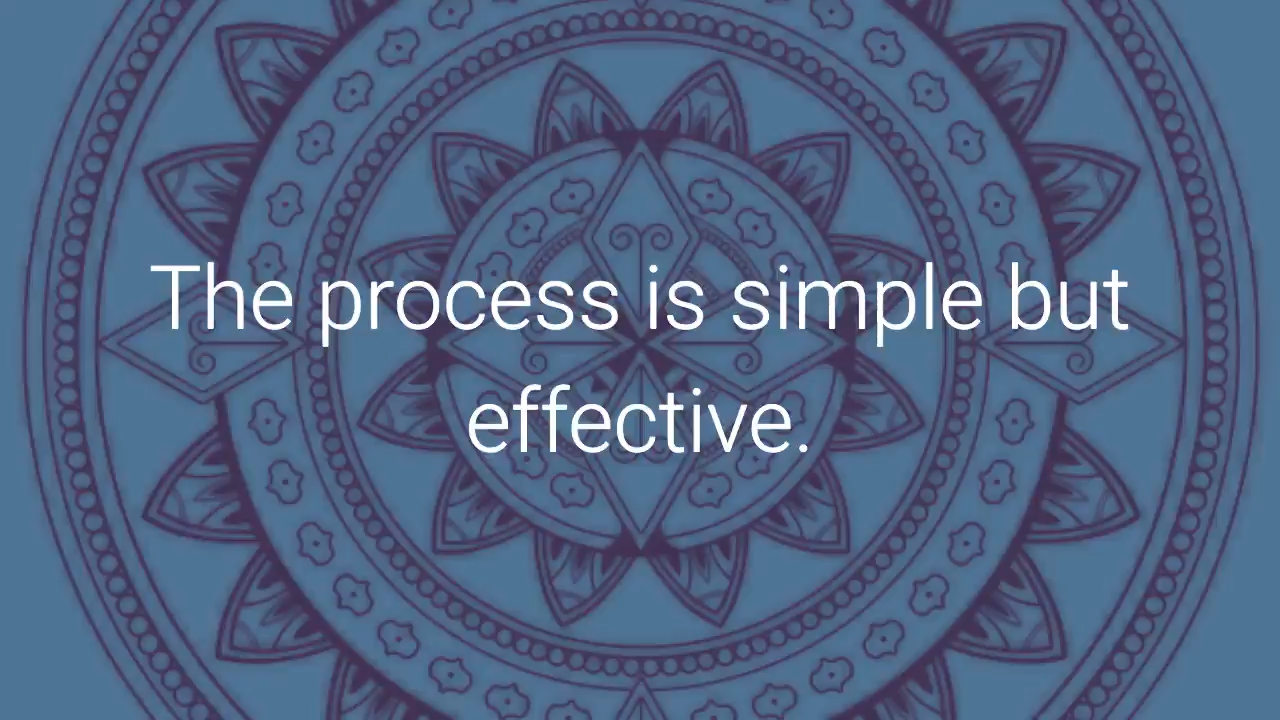 The process is simple but
effective.